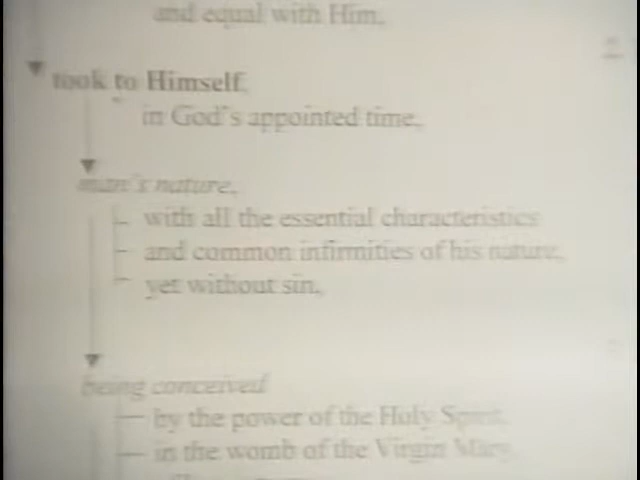 and equal with Him,
took to Himself,
in God's appointed time,
man's nature,
with all the essential characteristics
and common infirmities of his nature,
yet without sin,
being conceived
by the power of the Holy Spirit,
in the womb of the Virgin Mary,